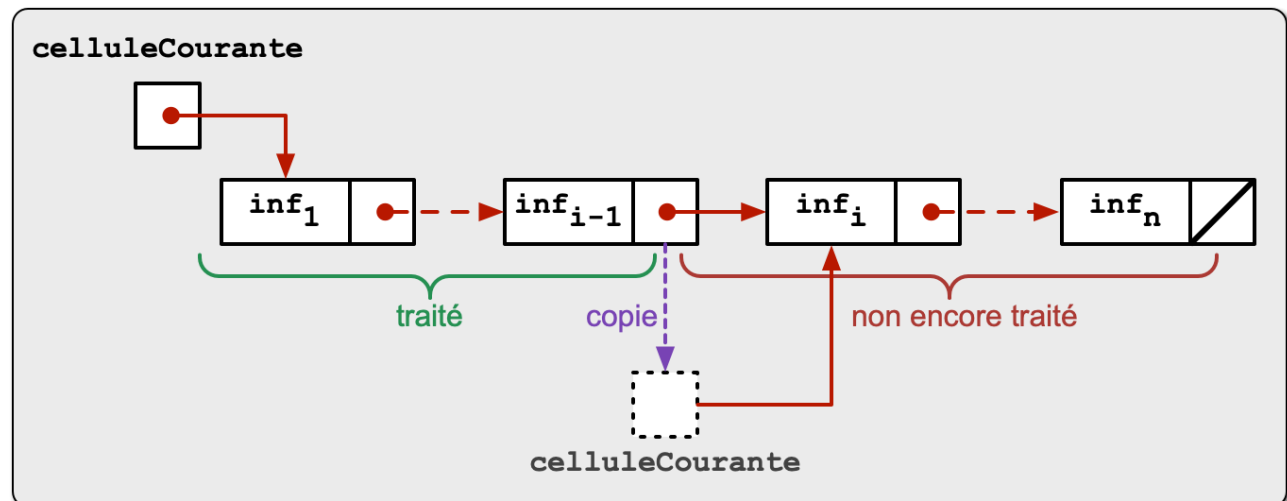 celluleCourante
inf1 infi-1 infi infn
traité copie non encore traité
celluleCourante